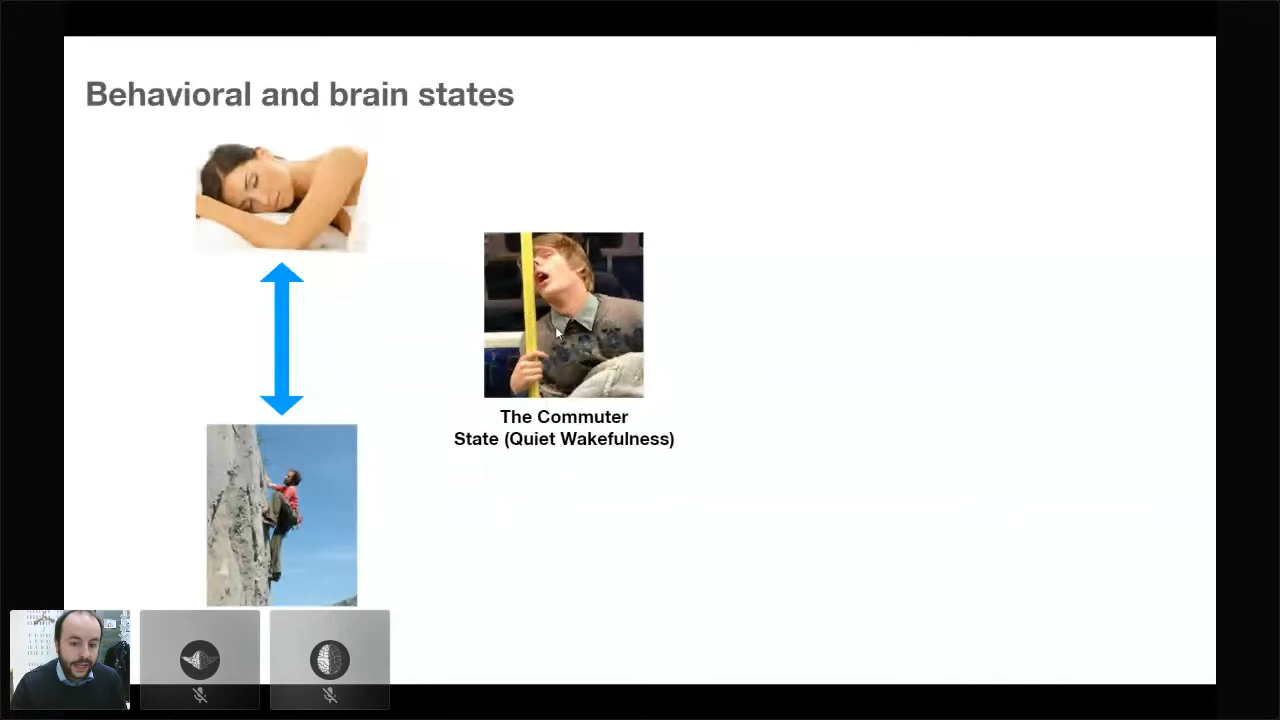 Behavioral and brain states
The Commuter
State (Quiet Wakefulness)